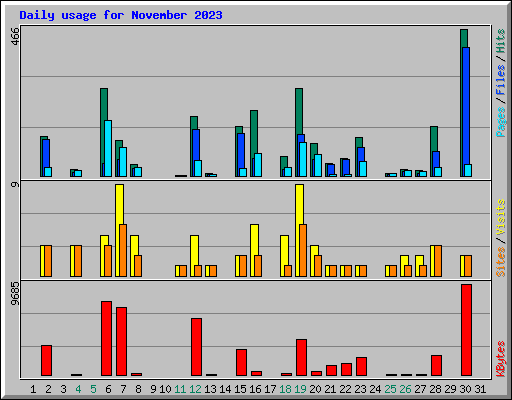 Daily usage for November 2023
466
Pages / Files / Hits
9
Sites / Visits
9685
KBytes
1 2 3 4 5 6 7 8 9 10 11 12 13 14 15 16 17 18 19 20 21 22 23 24 25 26 27 28 29 30 31